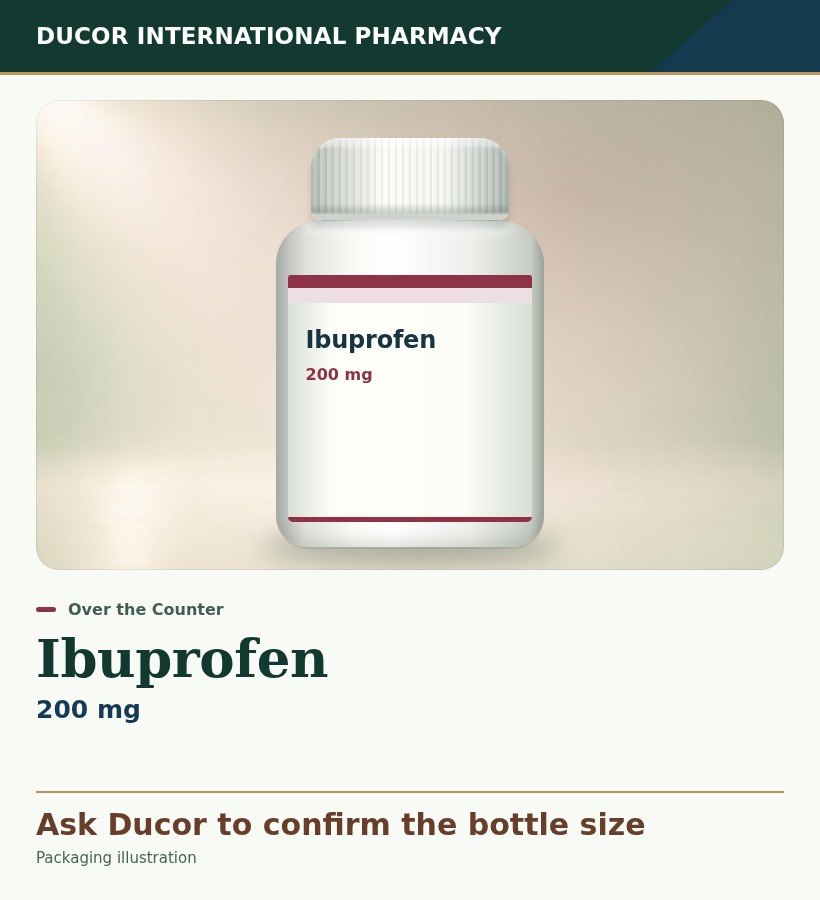 DUCOR INTERNATIONAL PHARMACY
Ibuprofen
200 mg
Over the Counter
Ibuprofen
200 mg
Ask Ducor to confirm the bottle size
Packaging illustration